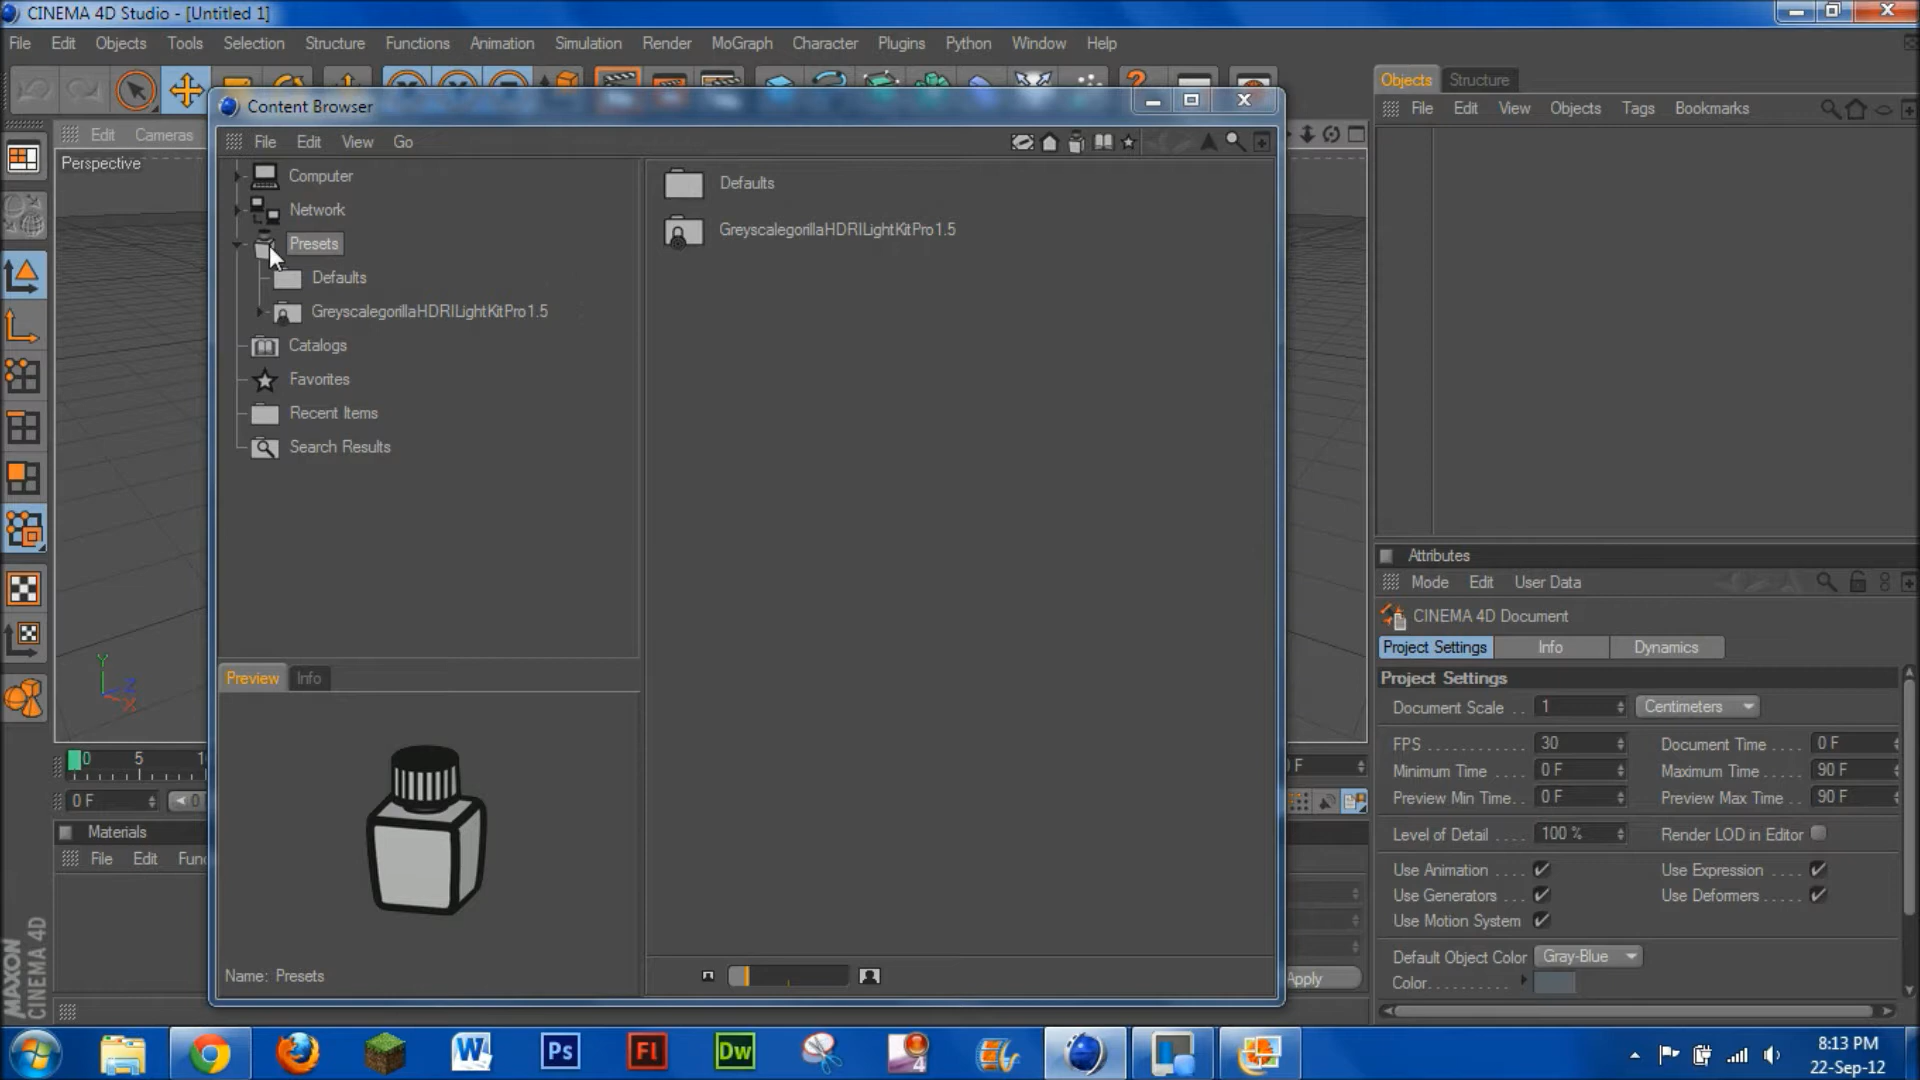 CINEMA 4D Studio - [Untitled 1]
File Edit Objects Tools Selection Structure Functions Animation Simulation Render MoGraph Character Plugins Python Window Help
Content Browser
Objects Structure
File Edit View Objects Tags Bookmarks
Edit Cameras
Perspective
File Edit View Go
Computer
Network
Presets
Defaults
GreyscalegorillaHDRILightKitPro1.5
Catalogs
Favorites
Recent Items
Search Results
Defaults
GreyscalegorillaHDRILightKitPro1.5
Preview Info
Name: Presets
Y
Z
X
0 5
0 F
Materials
File Edit
MAXON
CINEMA 4D
Apply
Attributes
Mode Edit User Data
CINEMA 4D Document
Project Settings Info Dynamics
Project Settings
Document Scale . . 1 Centimeters
FPS . . . . . . . . . . . 30 Document Time . . . . 0 F
Minimum Time . . . . 0 F Maximum Time . . . . 90 F
Preview Min Time. . . 0 F Preview Max Time . . 90 F
Level of Detail . . . . 100 % Render LOD in Editor
Use Animation . . . . Use Expression . . . .
Use Generators . . . Use Deformers . . . . .
Use Motion System
Default Object Color Gray-Blue
Color. . . . . . . . . .
W Ps Fl Dw 4
8:13 PM
22-Sep-12